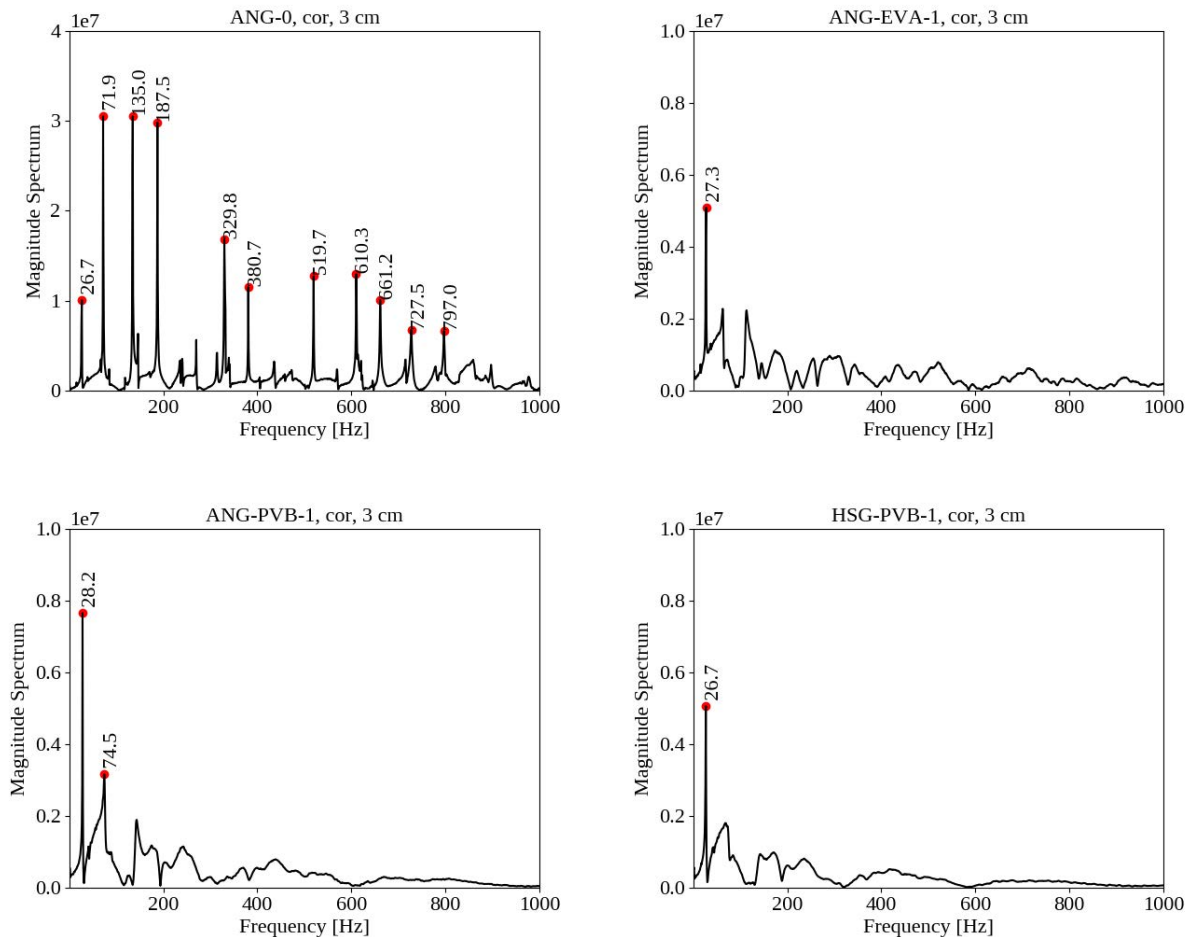 ANG-0, cor, 3 cm
1e7
4
3
2
1
0
Magnitude Spectrum
26.7
71.9
135.0
187.5
329.8
380.7
519.7
610.3
661.2
727.5
797.0
200 400 600 800 1000
Frequency [Hz]
ANG-EVA-1, cor, 3 cm
1e7
1.0
0.8
0.6
0.4
0.2
0.0
Magnitude Spectrum
27.3
200 400 600 800 1000
Frequency [Hz]
ANG-PVB-1, cor, 3 cm
1e7
1.0
0.8
0.6
0.4
0.2
0.0
Magnitude Spectrum
28.2
74.5
200 400 600 800 1000
Frequency [Hz]
HSG-PVB-1, cor, 3 cm
1e7
1.0
0.8
0.6
0.4
0.2
0.0
Magnitude Spectrum
26.7
200 400 600 800 1000
Frequency [Hz]